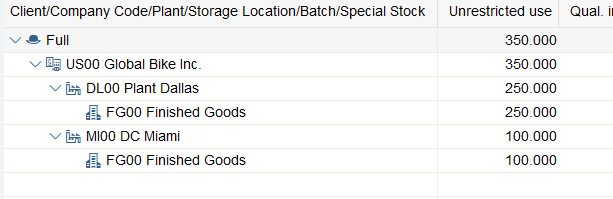 Client/Company Code/Plant/Storage Location/Batch/Special Stock Unrestricted use Qual. in
Full 350.000
US00 Global Bike Inc. 350.000
DL00 Plant Dallas 250.000
FG00 Finished Goods 250.000
MI00 DC Miami 100.000
FG00 Finished Goods 100.000